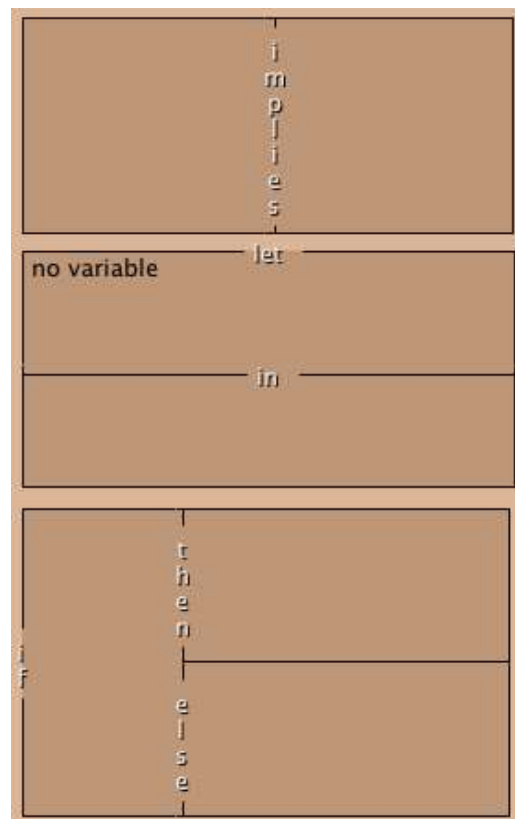 implies
let
no variable
in
then
if
else